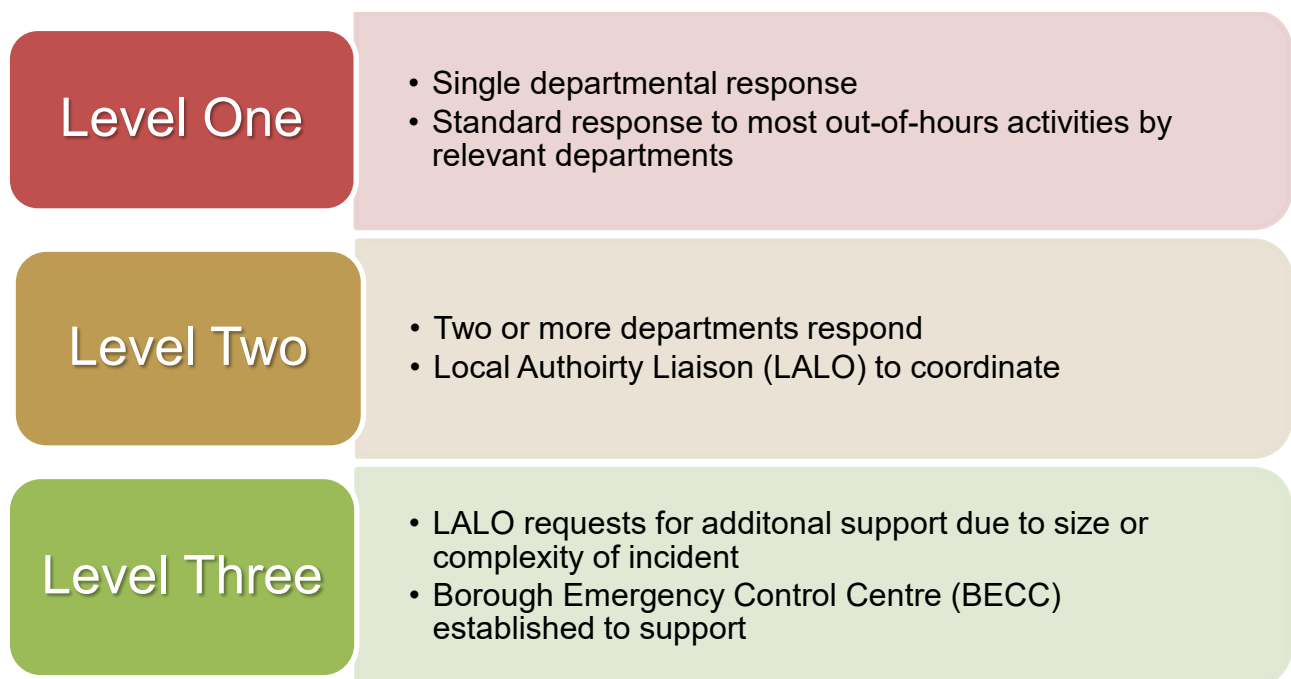 Level One
• Single departmental response
• Standard response to most out-of-hours activities by
relevant departments
Level Two
• Two or more departments respond
• Local Authoirty Liaison (LALO) to coordinate
Level Three
• LALO requests for additonal support due to size or
complexity of incident
• Borough Emergency Control Centre (BECC)
established to support